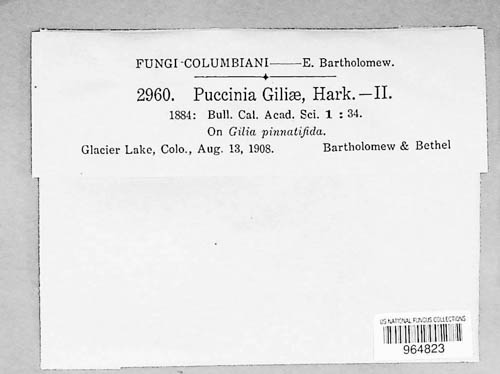 FUNGI COLUMBIANI——E. Bartholomew.
2960. Puccinia Giliæ, Hark.—II.
1884: Bull. Cal. Acad. Sci. 1 : 34.
On Gilia pinnatifida.
Glacier Lake, Colo., Aug. 13, 1908. Bartholomew & Bethel
US NATIONAL FUNGUS COLLECTIONS
964823